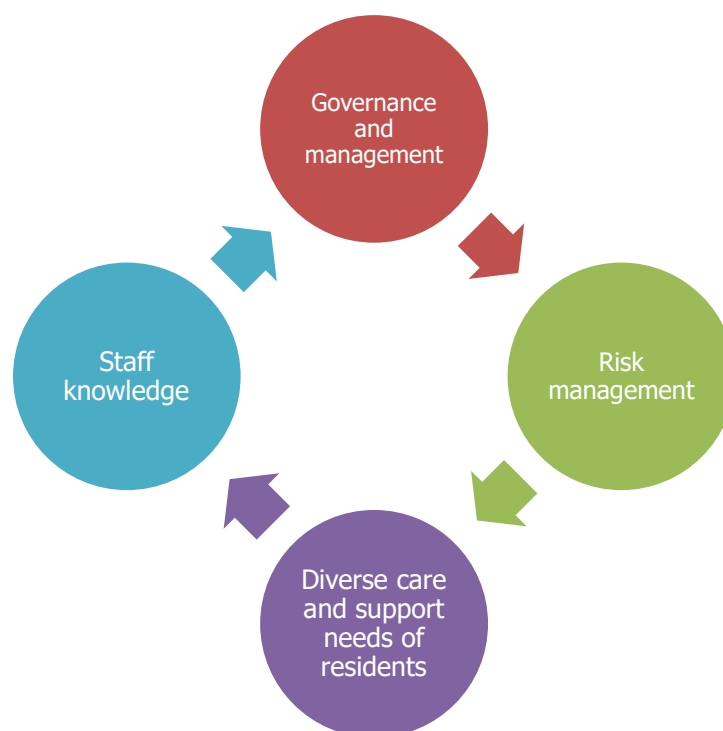 Governance
and
management
Risk
management
Diverse care
and support
needs of
residents
Staff
knowledge